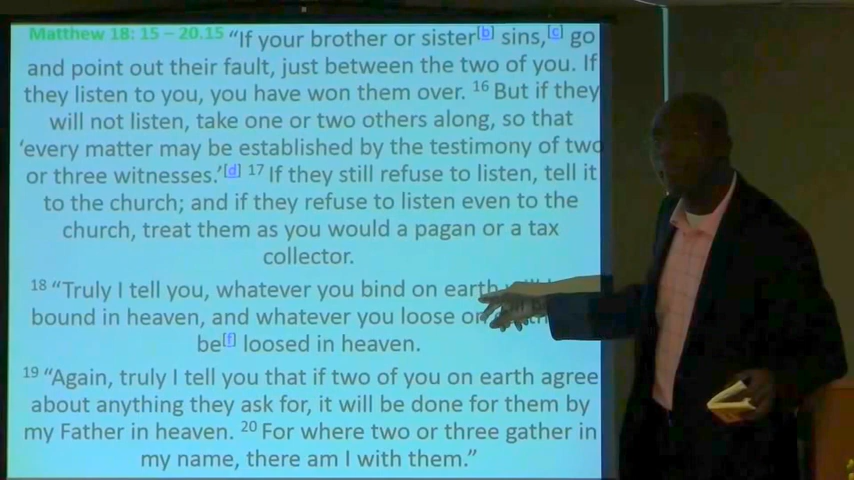 Matthew 18: 15 – 20.15 “If your brother or sister[b] sins,[c] go
and point out their fault, just between the two of you. If
they listen to you, you have won them over. 16 But if they
will not listen, take one or two others along, so that
‘every matter may be established by the testimony of two
or three witnesses.’[d] 17 If they still refuse to listen, tell it
to the church; and if they refuse to listen even to the
church, treat them as you would a pagan or a tax
collector.
18 “Truly I tell you, whatever you bind on earth
bound in heaven, and whatever you loose on
be[f] loosed in heaven.
19 “Again, truly I tell you that if two of you on earth agree
about anything they ask for, it will be done for them by
my Father in heaven. 20 For where two or three gather in
my name, there am I with them.”